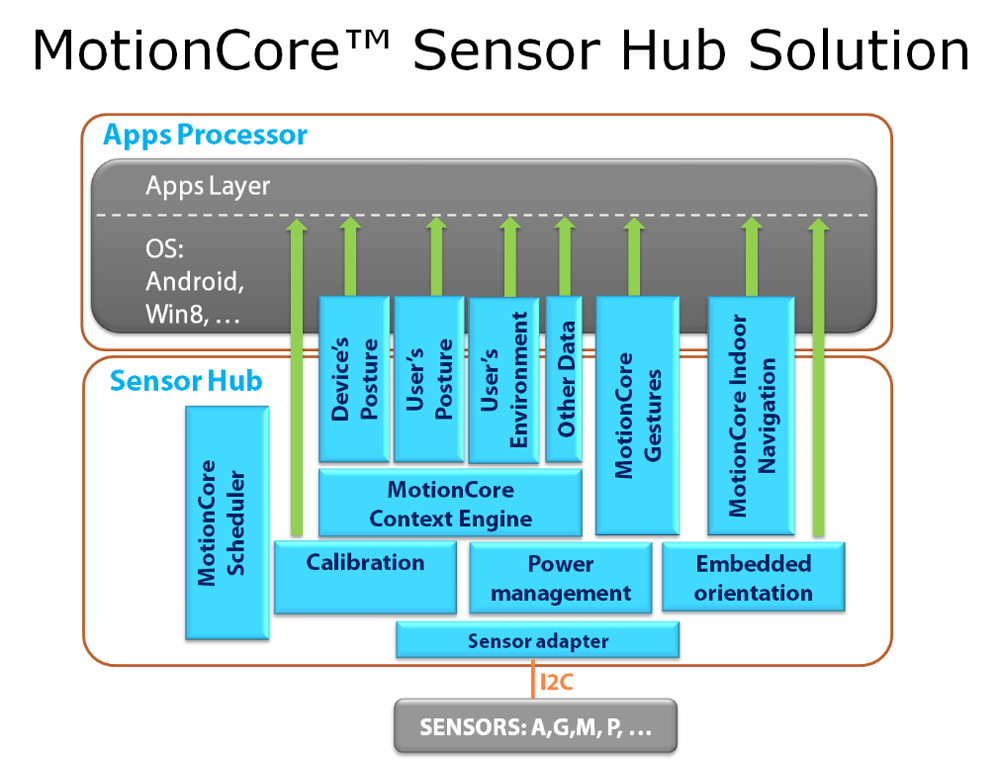 MotionCore™ Sensor Hub Solution
Apps Processor
Apps Layer
OS:
Android,
Win8, ...
Sensor Hub
MotionCore
Scheduler
Device's
Posture
User's
Posture
User's
Environment
Other Data
MotionCore
Gestures
MotionCore Indoor
Navigation
MotionCore
Context Engine
Calibration
Power
management
Embedded
orientation
Sensor adapter
I2C
SENSORS: A,G,M, P, ...